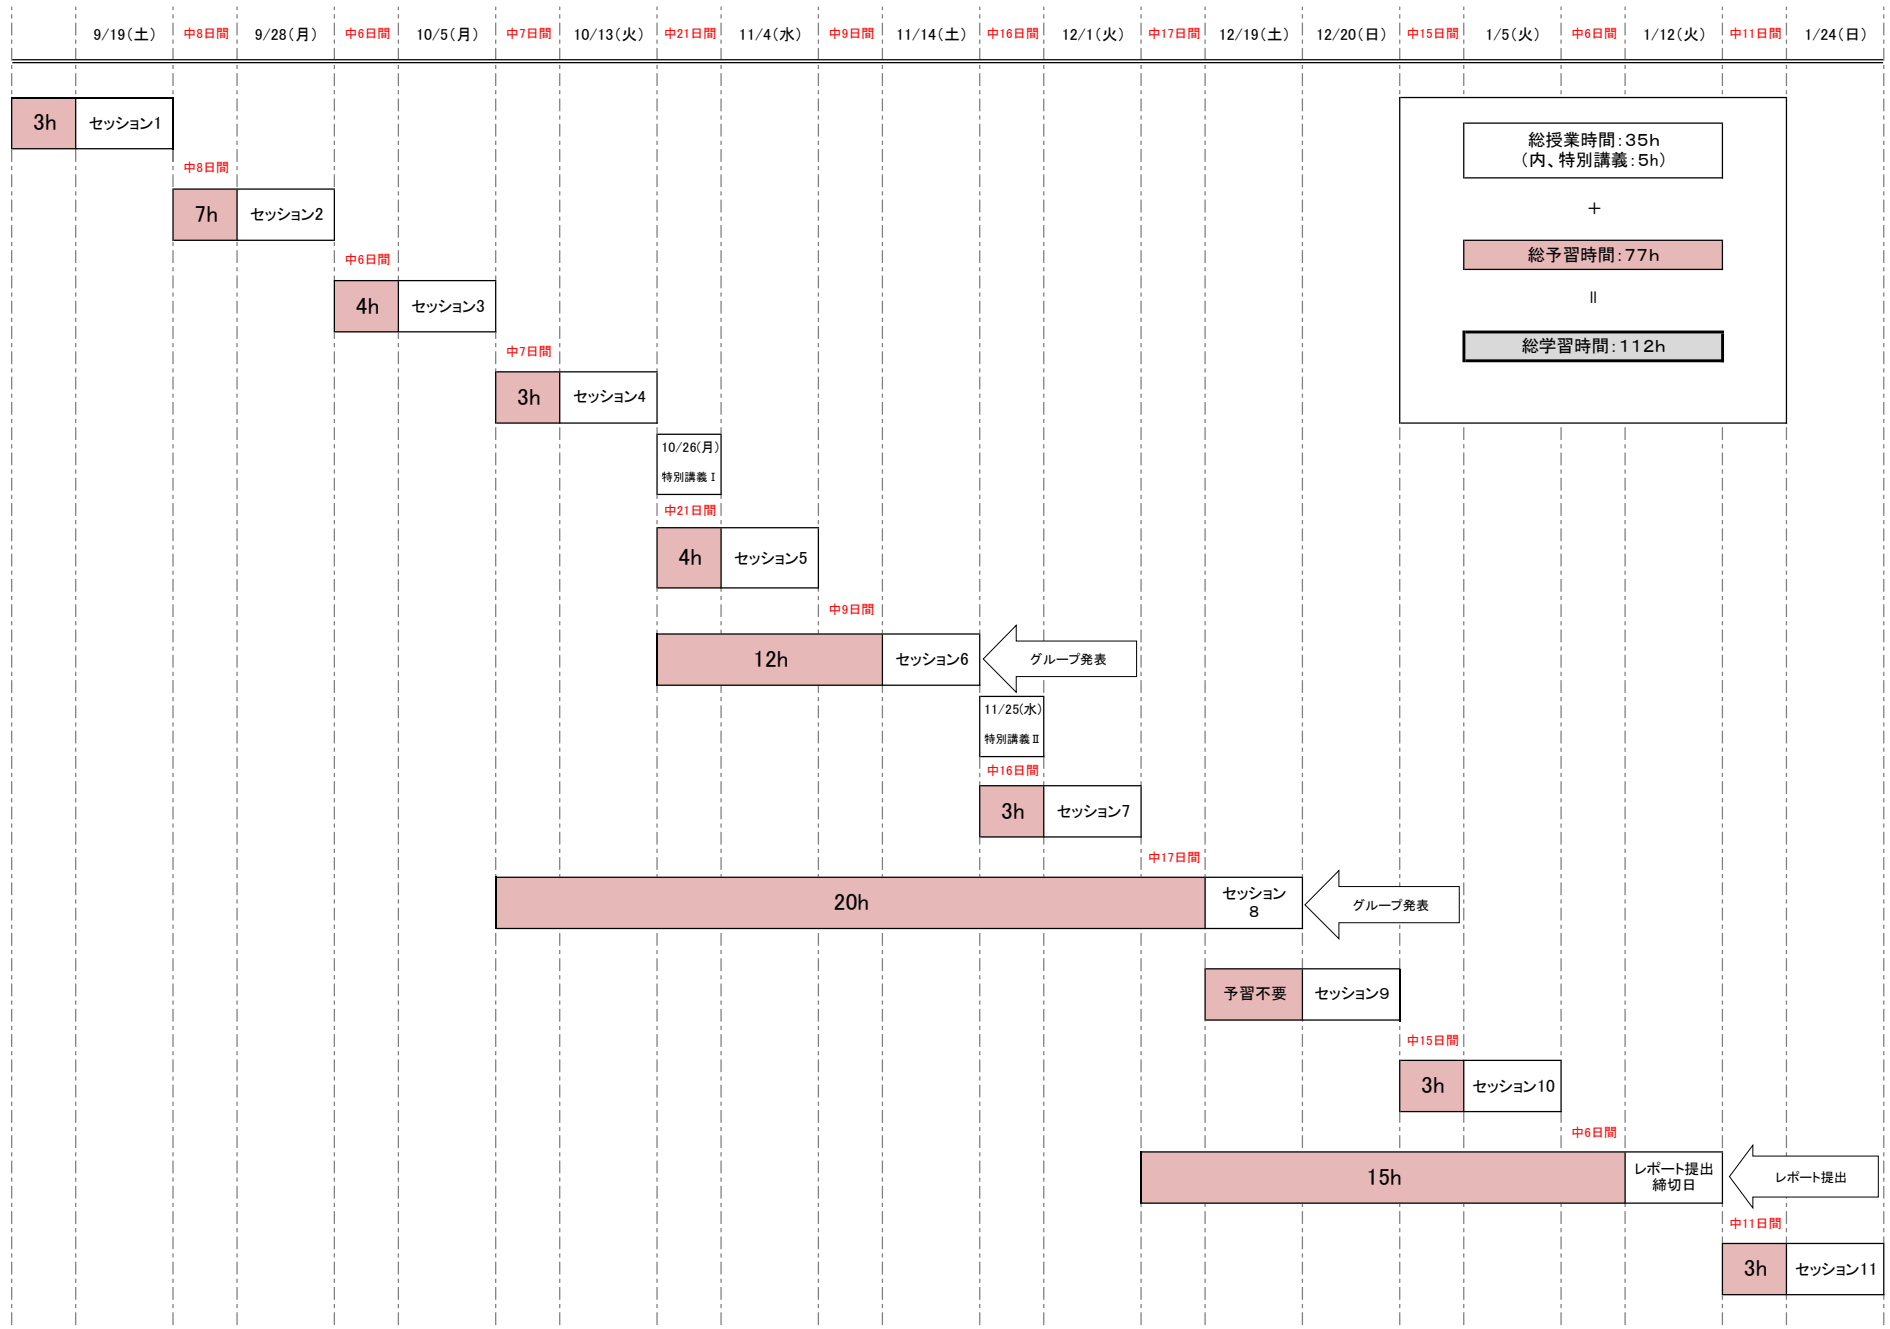 9/19(土) 中8日間 9/28(月) 中6日間 10/5(月) 中7日間 10/13(火) 中21日間 11/4(水) 中9日間 11/14(土) 中16日間 12/1(火) 中17日間 12/19(土) 12/20(日) 中15日間 1/5(火) 中6日間 1/12(火) 中11日間 1/24(日)
3h セッション1
総授業時間:35h
(内、特別講義:5h)
+
総予習時間:77h
=
総学習時間:112h
中8日間
7h セッション2
中6日間
4h セッション3
中7日間
3h セッション4
10/26(月)
特別講義Ⅰ
中21日間
4h セッション5
中9日間
12h セッション6 グループ発表
11/25(水)
特別講義Ⅱ
中16日間
3h セッション7
中17日間
20h セッション
8
グループ発表
予習不要 セッション9
中15日間
3h セッション10
中6日間
15h レポート提出
締切日
レポート提出
中11日間
3h セッション11